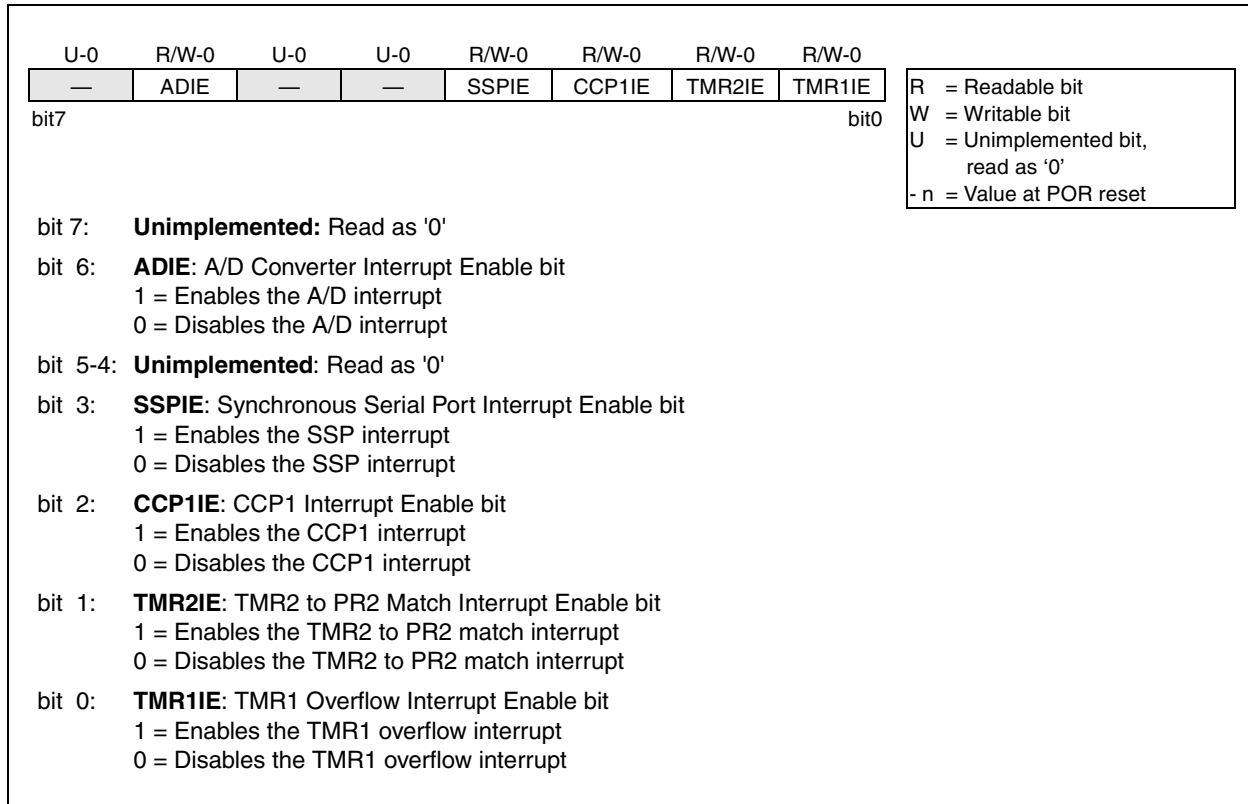 U-0 R/W-0 U-0 U-0 R/W-0 R/W-0 R/W-0 R/W-0
— ADIE — — SSPIE CCP1IE TMR2IE TMR1IE
bit7 bit0
R = Readable bit
W = Writable bit
U = Unimplemented bit,
read as ‘0’
- n = Value at POR reset
bit 7: Unimplemented: Read as '0'
bit 6: ADIE: A/D Converter Interrupt Enable bit
1 = Enables the A/D interrupt
0 = Disables the A/D interrupt
bit 5-4: Unimplemented: Read as '0'
bit 3: SSPIE: Synchronous Serial Port Interrupt Enable bit
1 = Enables the SSP interrupt
0 = Disables the SSP interrupt
bit 2: CCP1IE: CCP1 Interrupt Enable bit
1 = Enables the CCP1 interrupt
0 = Disables the CCP1 interrupt
bit 1: TMR2IE: TMR2 to PR2 Match Interrupt Enable bit
1 = Enables the TMR2 to PR2 match interrupt
0 = Disables the TMR2 to PR2 match interrupt
bit 0: TMR1IE: TMR1 Overflow Interrupt Enable bit
1 = Enables the TMR1 overflow interrupt
0 = Disables the TMR1 overflow interrupt